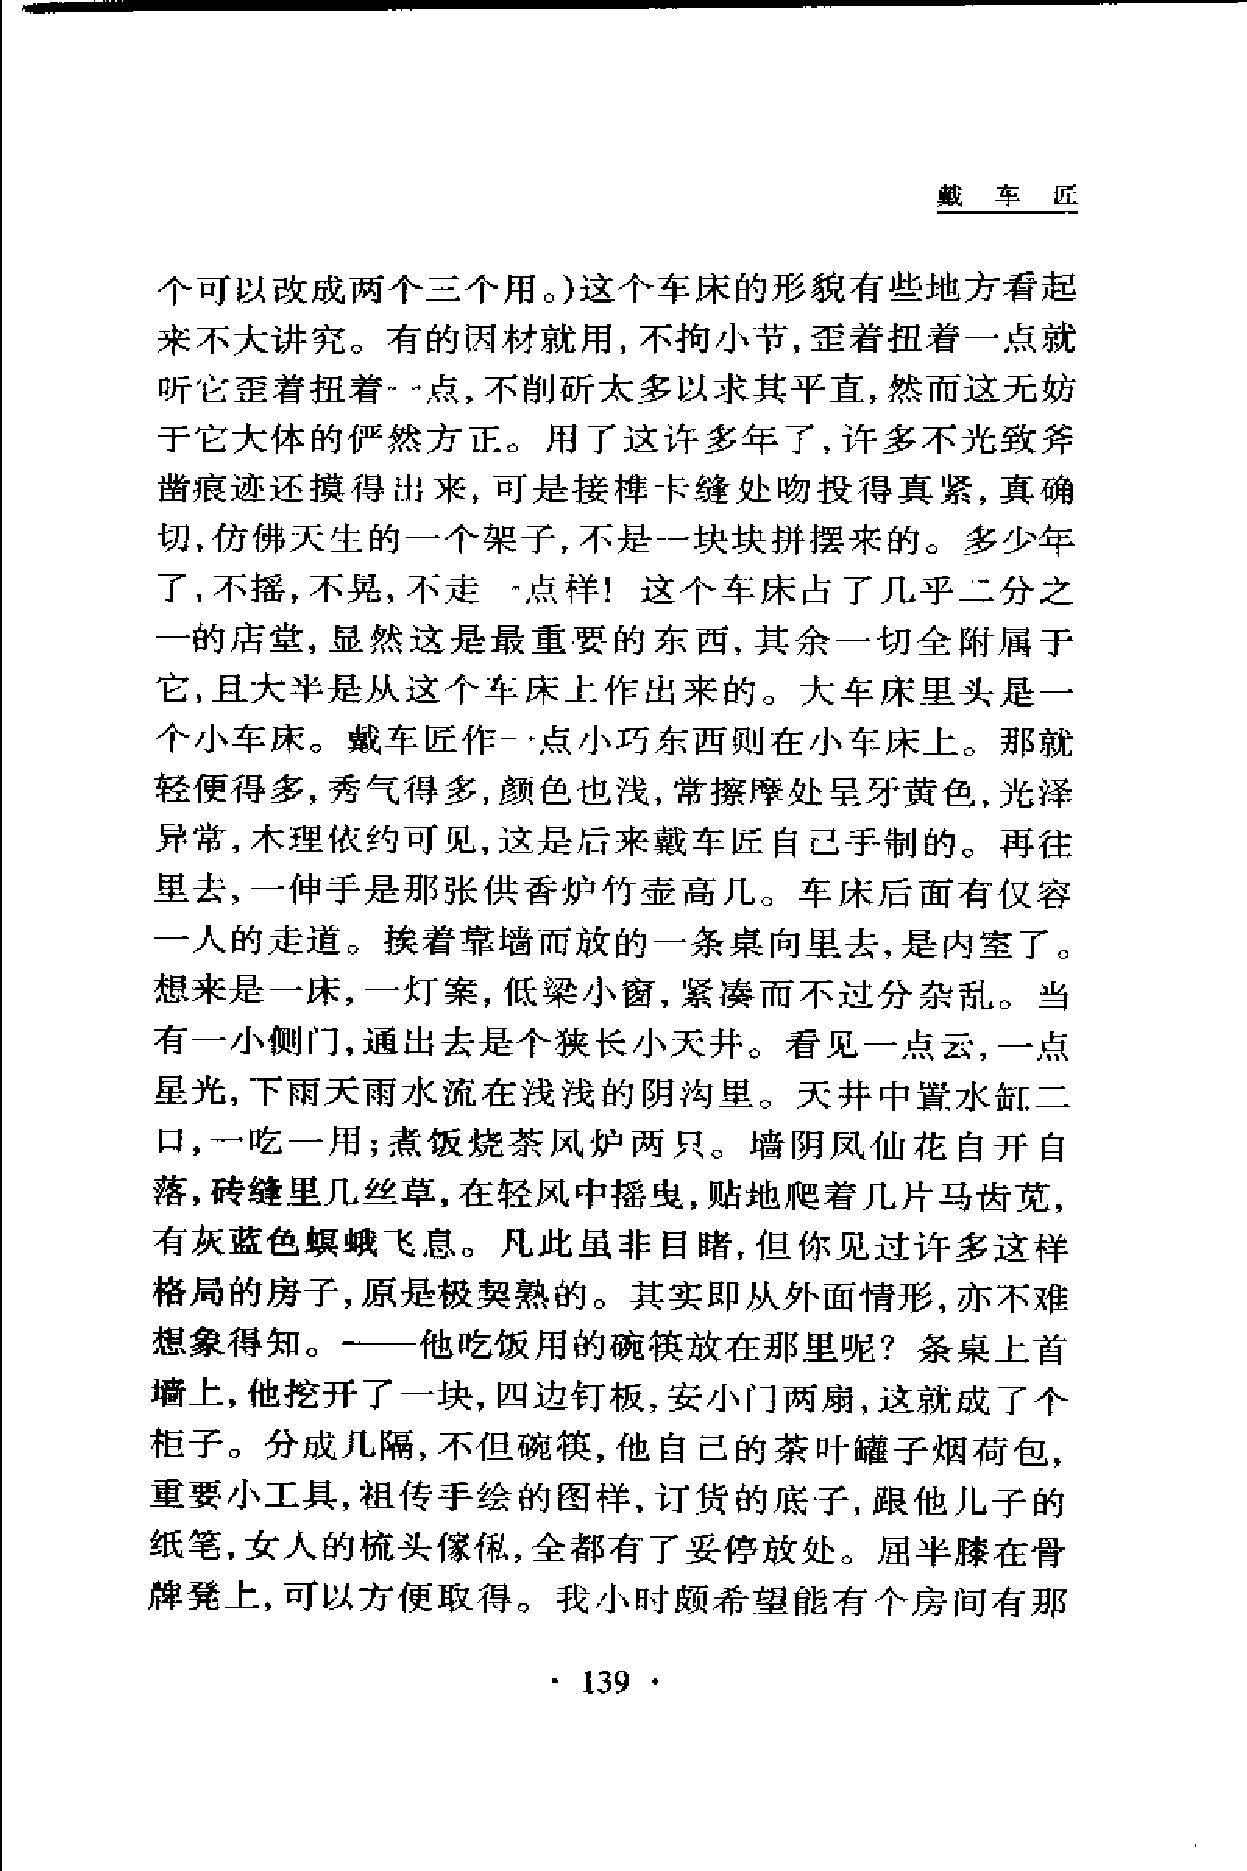 戴车匠
个可以改成两个三个用。)这个车床的形貌有些地方看起
来不大讲究。有的因材就用,不拘小节,歪着扭着一点就
听它歪着扭着一点,不削斫太多以求其平直,然而这无妨
于它大体的俨然方正。用了这许多年了,许多不光致斧
凿痕迹还摸得出来,可是接榫卡缝处吻投得真紧,真确
切,仿佛天生的一个架子,不是一块块拼摆来的。多少年
了,不摇,不晃,不走一点样!这个车床占了几乎二分之
一的店堂,显然这是最重要的东西,其余一切全附属于
它,且大半是从这个车床上作出来的。大车床里头是一
个小车床。戴车匠作一点小巧东西则在小车床上。那就
轻便得多,秀气得多,颜色也浅,常擦摩处呈牙黄色,光泽
异常,木理依约可见,这是后来戴车匠自己手制的。再往
里去,一伸手是那张供香炉竹壶高几。车床后面有仅容
一人的走道。挨着靠墙而放的一条桌向里去,是内室了。
想来是一床,一灯案,低梁小窗,紧凑而不过分杂乱。当
有一小侧门,通出去是个狭长小天井。看见一点云,一点
星光,下雨天雨水流在浅浅的阴沟里。天井中置水缸二
口,一吃一用;煮饭烧茶风炉两只。墙阴凤仙花自开自
落,砖缝里几丝草,在轻风中摇曳,贴地爬着几片马齿苋,
有灰蓝色螟蛾飞息。凡此虽非目睹,但你见过许多这样
格局的房子,原是极契熟的。其实即从外面情形,亦不难
想象得知。——他吃饭用的碗筷放在那里呢?条桌上首
墙上,他挖开了一块,四边钉板,安小门两扇,这就成了个
柜子。分成几隔,不但碗筷,他自己的茶叶罐子烟荷包,
重要小工具,祖传手绘的图样,订货的底子,跟他儿子的
纸笔,女人的梳头傢俬,全都有了妥停放处。屈半膝在骨
牌凳上,可以方便取得。我小时颇希望能有个房间有那
· 139 ·